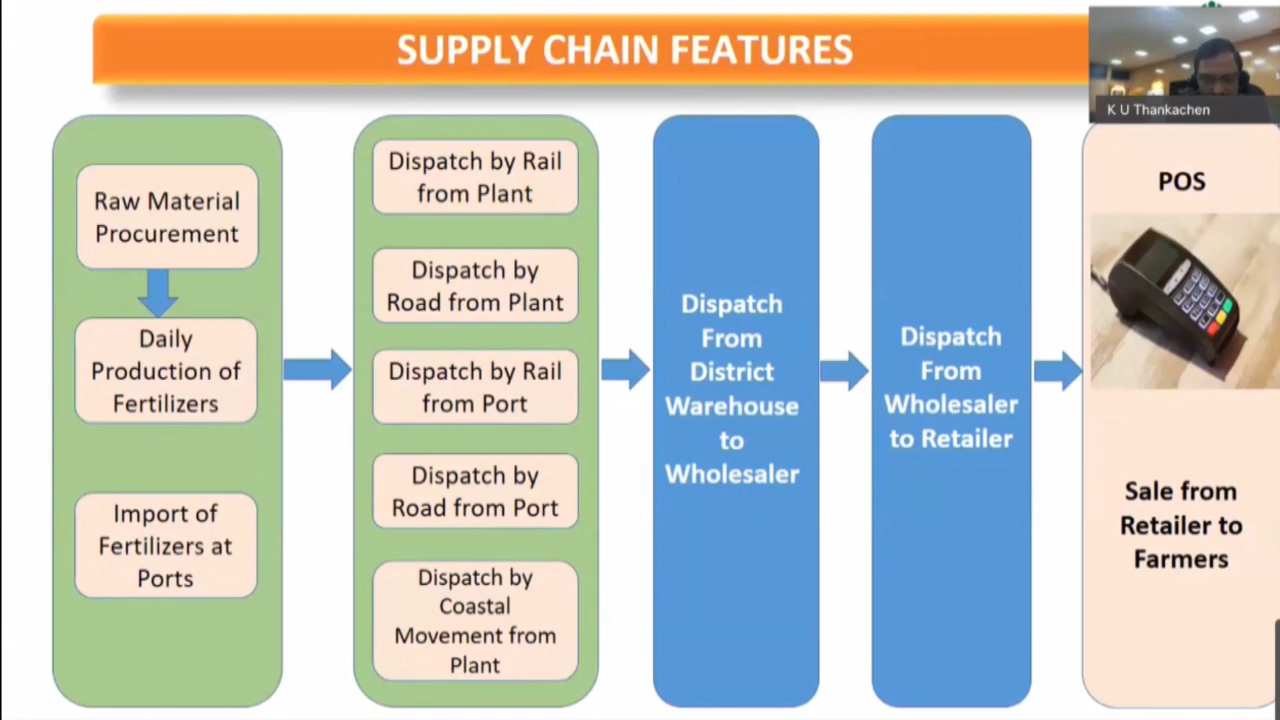 SUPPLY CHAIN FEATURES
K U Thankachen
Raw Material
Procurement
Daily
Production of
Fertilizers
Import of
Fertilizers at
Ports
Dispatch by Rail
from Plant
Dispatch by
Road from Plant
Dispatch by Rail
from Port
Dispatch by
Road from Port
Dispatch by
Coastal
Movement from
Plant
Dispatch
From
District
Warehouse
to
Wholesaler
Dispatch
From
Wholesaler
to Retailer
POS
Sale from
Retailer to
Farmers